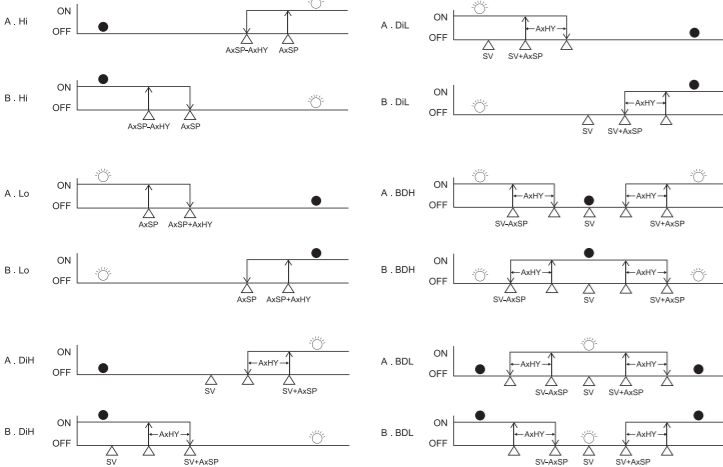 A . Hi
ON
OFF
AxSP-AxHY AxSP
B . Hi
ON
OFF
AxSP-AxHY AxSP
A . Lo
ON
OFF
AxSP AxSP+AxHY
B . Lo
ON
OFF
AxSP AxSP+AxHY
A . DiH
ON
OFF
AxHY
SV SV+AxSP
B . DiH
ON
OFF
AxHY
SV SV+AxSP
A . DiL
ON
OFF
AxHY
SV SV+AxSP
B . DiL
ON
OFF
AxHY
SV SV+AxSP
A . BDH
ON
OFF
AxHY AxHY
SV-AxSP SV SV+AxSP
B . BDH
ON
OFF
AxHY AxHY
SV-AxSP SV SV+AxSP
A . BDL
ON
OFF
AxHY AxHY
SV-AxSP SV SV+AxSP
B . BDL
ON
OFF
AxHY AxHY
SV-AxSP SV SV+AxSP